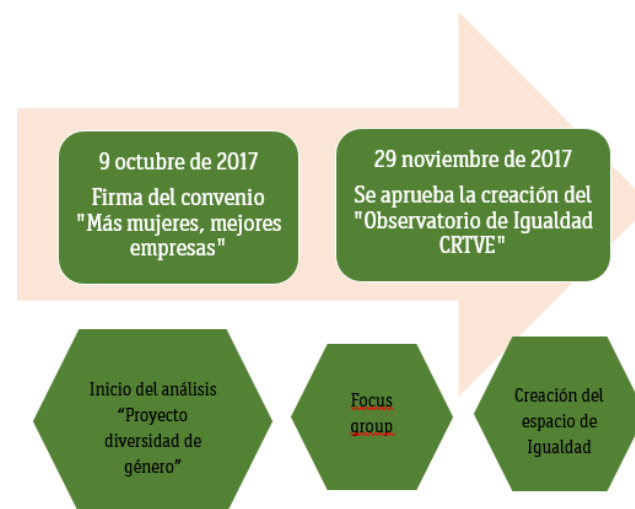 9 octubre de 2017
Firma del convenio
"Más mujeres, mejores
empresas"
29 noviembre de 2017
Se aprueba la creación del
"Observatorio de Igualdad
CRTVE"
Inicio del análisis
“Proyecto
diversidad de
género”
Focus
group
Creación del
espacio de
Igualdad